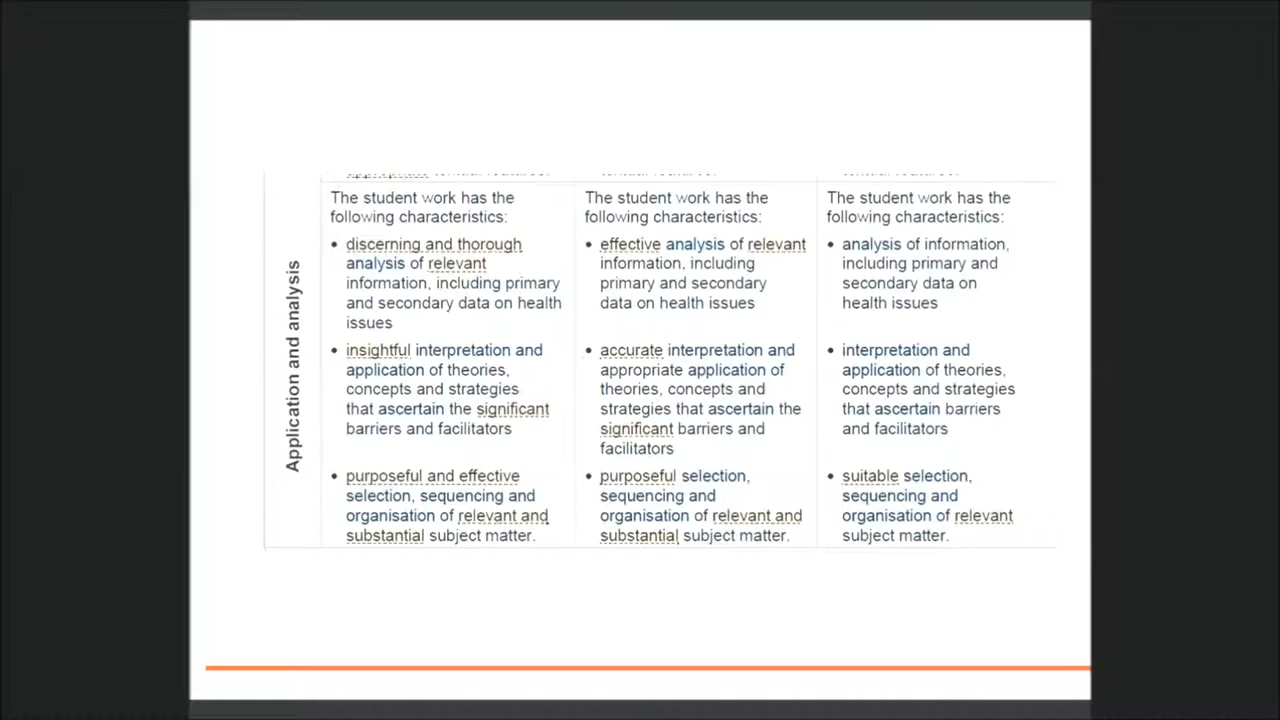 Application and analysis
The student work has the
following characteristics:
• discerning and thorough
analysis of relevant
information, including primary
and secondary data on health
issues
• insightful interpretation and
application of theories,
concepts and strategies
that ascertain the significant
barriers and facilitators
• purposeful and effective
selection, sequencing and
organisation of relevant and
substantial subject matter.
The student work has the
following characteristics:
• effective analysis of relevant
information, including
primary and secondary
data on health issues
• accurate interpretation and
appropriate application of
theories, concepts and
strategies that ascertain the
significant barriers and
facilitators
• purposeful selection,
sequencing and
organisation of relevant and
substantial subject matter.
The student work has the
following characteristics:
• analysis of information,
including primary and
secondary data on
health issues
• interpretation and
application of theories,
concepts and strategies
that ascertain barriers
and facilitators
• suitable selection,
sequencing and
organisation of relevant
subject matter.